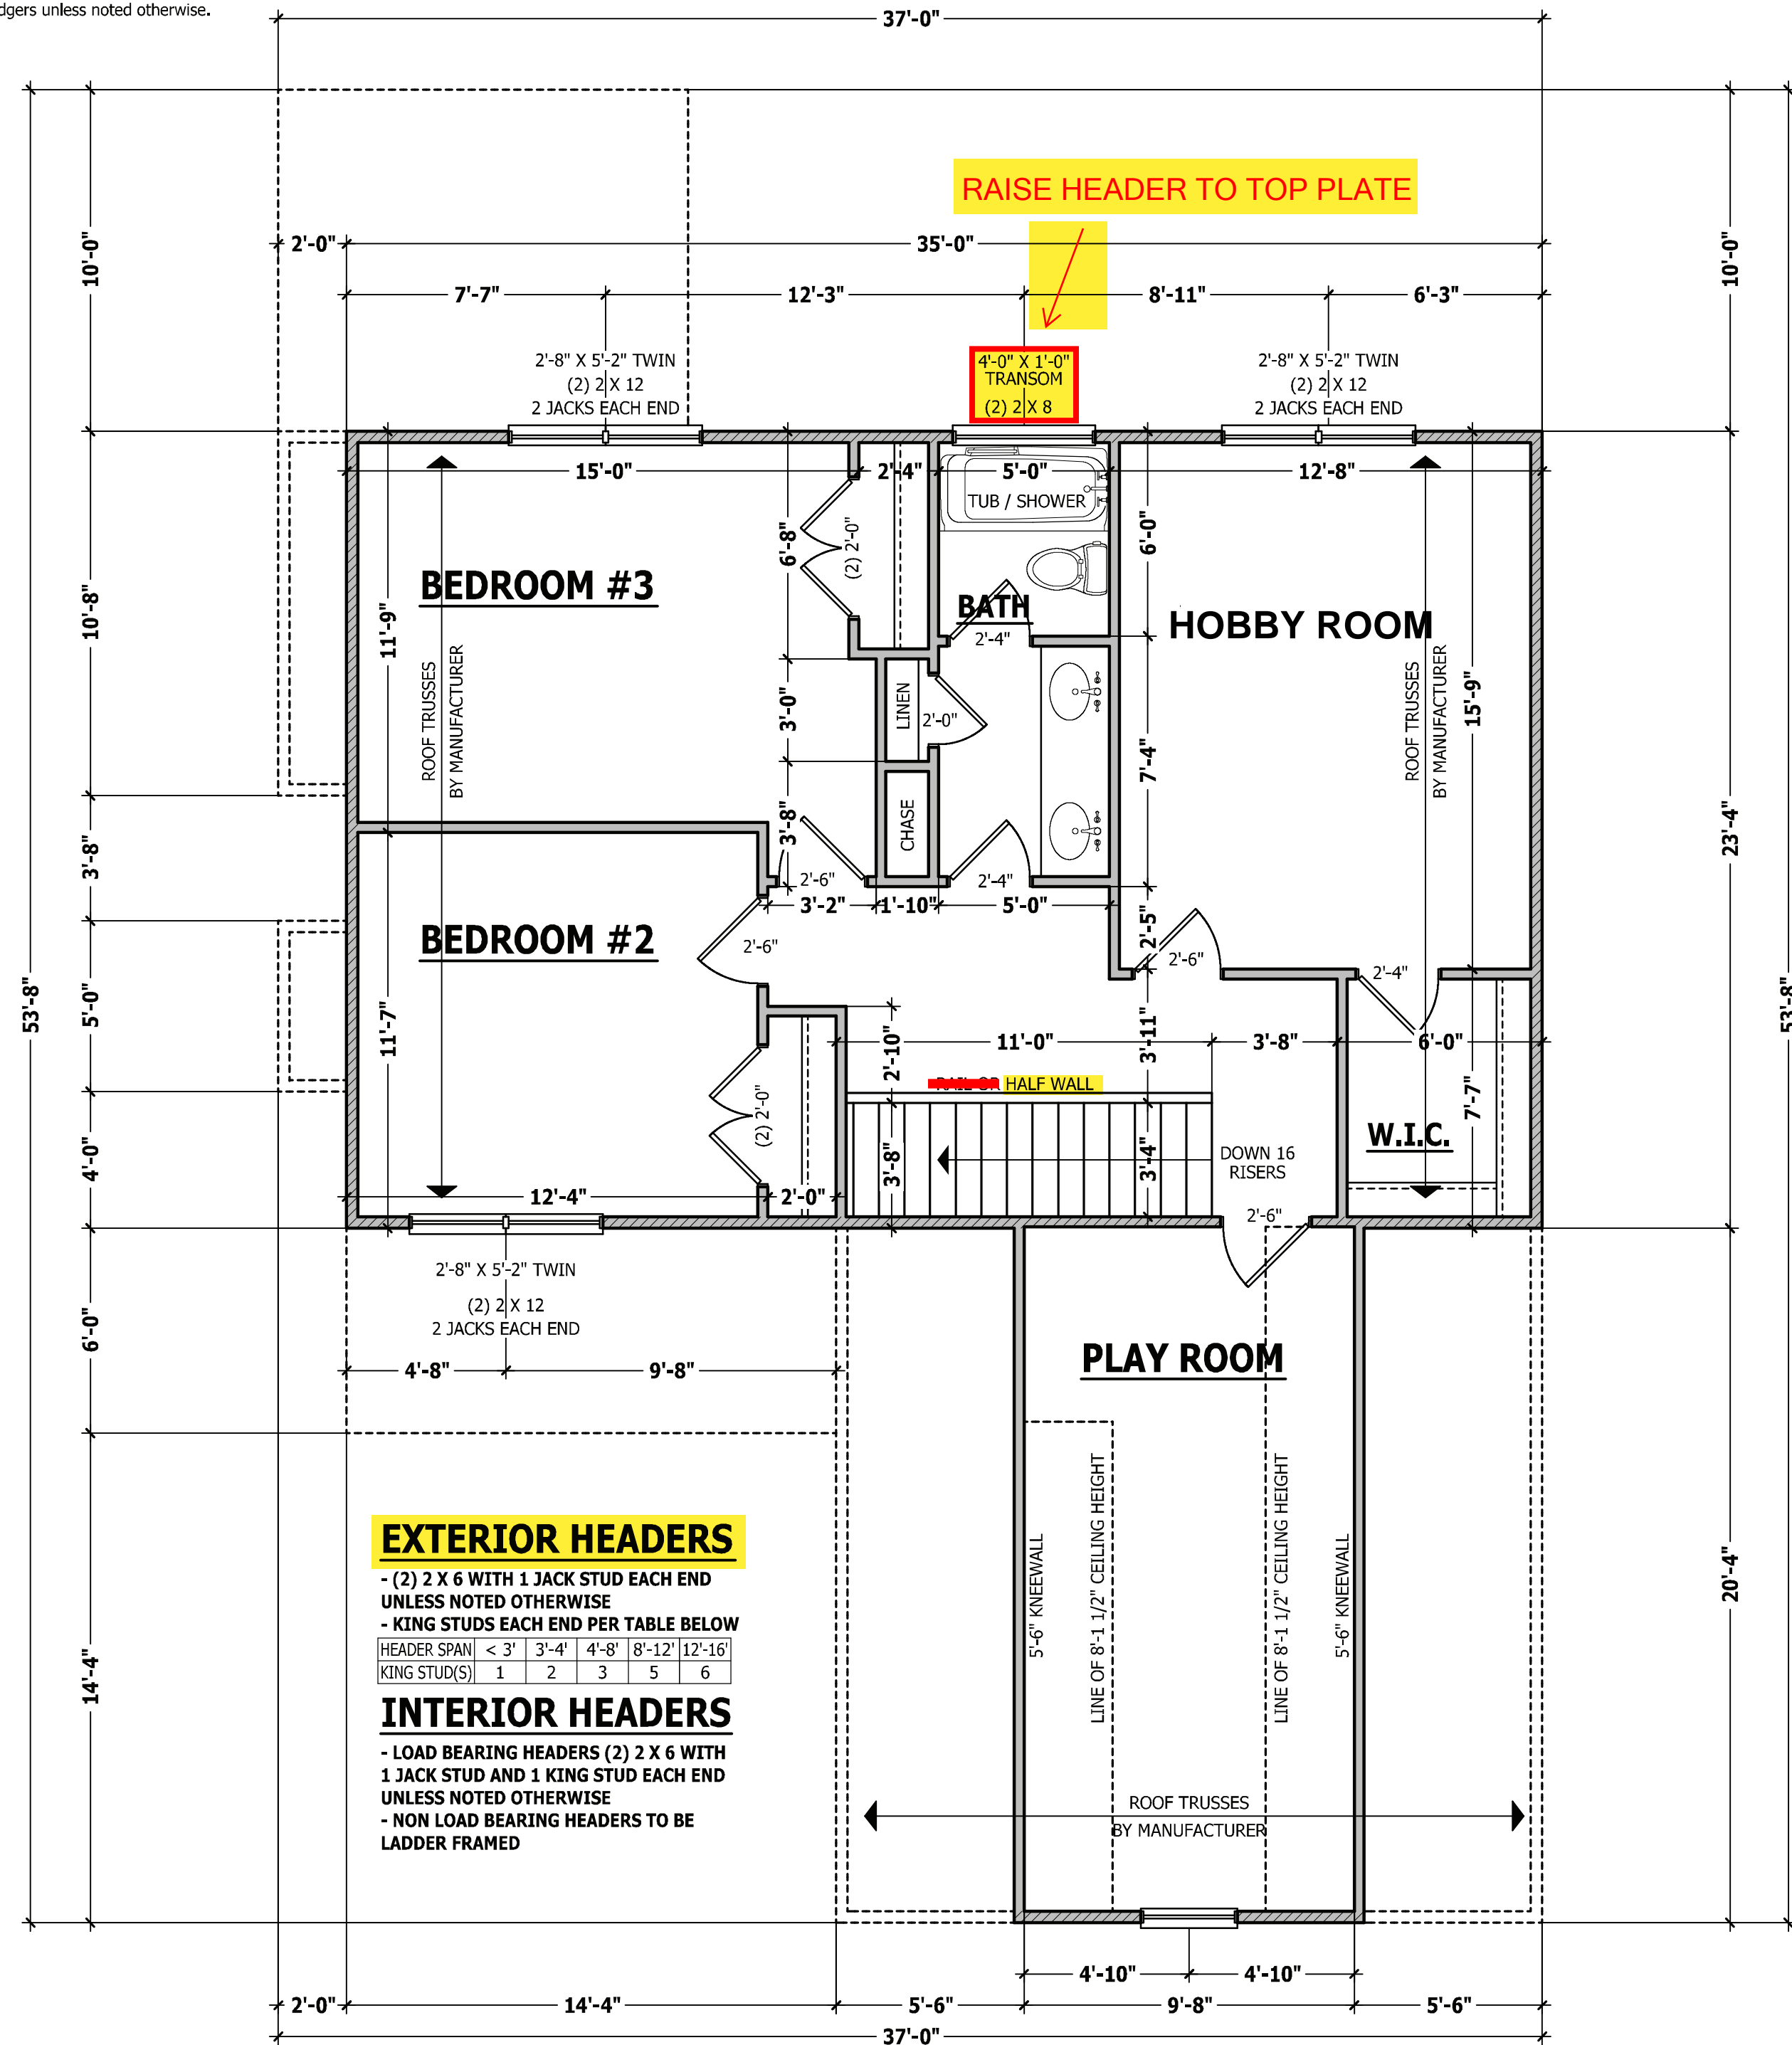 dgers unless noted otherwise.
37'-0"
RAISE HEADER TO TOP PLATE
2'-0"
35'-0"
10'-0"
10'-0"
7'-7"
12'-3"
8'-11"
6'-3"
2'-8" X 5'-2" TWIN
(2) 2 X 12
2 JACKS EACH END
4'-0" X 1'-0"
TRANSOM
(2) 2 X 8
2'-8" X 5'-2" TWIN
(2) 2 X 12
2 JACKS EACH END
15'-0"
2'-4"
5'-0"
12'-8"
TUB / SHOWER
6'-8"
(2) 2'-0"
6'-0"
BEDROOM #3
BATH
HOBBY ROOM
10'-8"
11'-9"
2'-4"
ROOF TRUSSES
BY MANUFACTURER
3'-0"
LINEN
2'-0"
ROOF TRUSSES
BY MANUFACTURER
15'-9"
7'-4"
3'-8"
3'-8"
CHASE
23'-4"
2'-6"
2'-4"
3'-2"
1'-10"
5'-0"
BEDROOM #2
2'-6"
2'-5"
2'-6"
2'-4"
53'-8"
5'-0"
11'-7"
53'-8"
2'-10"
11'-0"
3'-11"
3'-8"
6'-0"
RAIL OR HALF WALL
(2) 2'-0"
7'-7"
W.I.C.
4'-0"
3'-8"
3'-4"
DOWN 16
RISERS
12'-4"
2'-0"
2'-6"
2'-8" X 5'-2" TWIN
(2) 2 X 12
2 JACKS EACH END
6'-0"
4'-8"
9'-8"
PLAY ROOM
EXTERIOR HEADERS
- (2) 2 X 6 WITH 1 JACK STUD EACH END
UNLESS NOTED OTHERWISE
- KING STUDS EACH END PER TABLE BELOW
HEADER SPAN < 3' 3'-4' 4'-8' 8'-12' 12'-16'
KING STUD(S) 1 2 3 5 6
INTERIOR HEADERS
- LOAD BEARING HEADERS (2) 2 X 6 WITH
1 JACK STUD AND 1 KING STUD EACH END
UNLESS NOTED OTHERWISE
- NON LOAD BEARING HEADERS TO BE
LADDER FRAMED
14'-4"
5'-6" KNEEWALL
LINE OF 8'-1 1/2" CEILING HEIGHT
LINE OF 8'-1 1/2" CEILING HEIGHT
5'-6" KNEEWALL
20'-4"
ROOF TRUSSES
BY MANUFACTURER
4'-10"
4'-10"
2'-0"
14'-4"
5'-6"
9'-8"
5'-6"
37'-0"